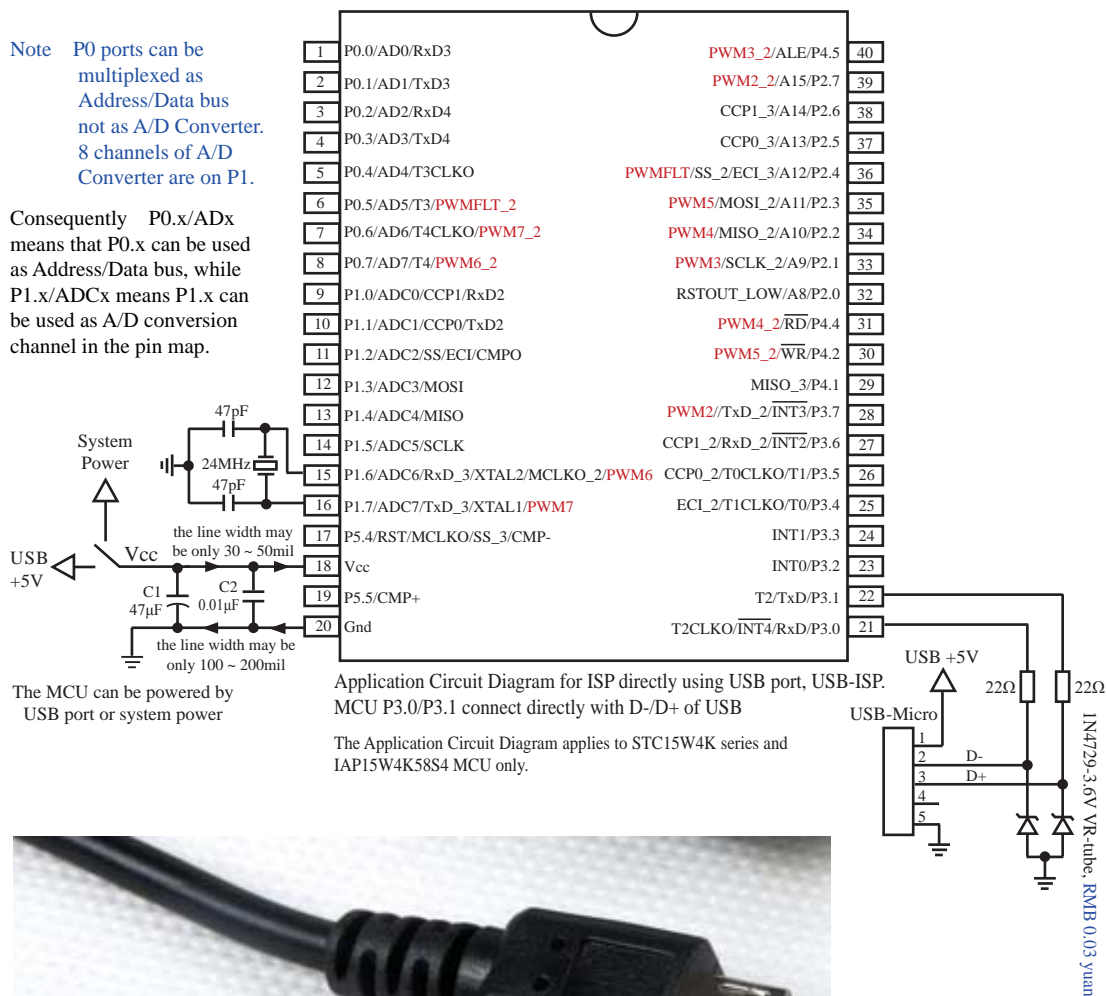 Note P0 ports can be
multiplexed as
Address/Data bus
not as A/D Converter.
8 channels of A/D
Converter are on P1.
Consequently P0.x/ADx
means that P0.x can be used
as Address/Data bus, while
P1.x/ADCx means P1.x can
be used as A/D conversion
channel in the pin map.
1 P0.0/AD0/RxD3
2 P0.1/AD1/TxD3
3 P0.2/AD2/RxD4
4 P0.3/AD3/TxD4
5 P0.4/AD4/T3CLKO
6 P0.5/AD5/T3/PWMFLT_2
7 P0.6/AD6/T4CLKO/PWM7_2
8 P0.7/AD7/T4/PWM6_2
9 P1.0/ADC0/CCP1/RxD2
10 P1.1/ADC1/CCP0/TxD2
11 P1.2/ADC2/SS/ECI/CMPO
12 P1.3/ADC3/MOSI
13 P1.4/ADC4/MISO
14 P1.5/ADC5/SCLK
15 P1.6/ADC6/RxD_3/XTAL2/MCLKO_2/PWM6
16 P1.7/ADC7/TxD_3/XTAL1/PWM7
17 P5.4/RST/MCLKO/SS_3/CMP-
18 Vcc
19 P5.5/CMP+
20 Gnd
PWM3_2/ALE/P4.5 40
PWM2_2/A15/P2.7 39
CCP1_3/A14/P2.6 38
CCP0_3/A13/P2.5 37
PWMFLT/SS_2/ECI_3/A12/P2.4 36
PWM5/MOSI_2/A11/P2.3 35
PWM4/MISO_2/A10/P2.2 34
PWM3/SCLK_2/A9/P2.1 33
RSTOUT_LOW/A8/P2.0 32
PWM4_2/RD/P4.4 31
PWM5_2/WR/P4.2 30
MISO_3/P4.1 29
PWM2//TxD_2/INT3/P3.7 28
CCP1_2/RxD_2/INT2/P3.6 27
CCP0_2/T0CLKO/T1/P3.5 26
ECI_2/T1CLKO/T0/P3.4 25
INT1/P3.3 24
INT0/P3.2 23
T2/TxD/P3.1 22
T2CLKO/INT4/RxD/P3.0 21
47pF
24MHz
47pF
System
Power
USB
+5V
Vcc
the line width may
be only 30 ~ 50mil
C1
47µF
C2
0.01µF
the line width may be
only 100 ~ 200mil
The MCU can be powered by
USB port or system power
Application Circuit Diagram for ISP directly using USB port, USB-ISP.
MCU P3.0/P3.1 connect directly with D-/D+ of USB
The Application Circuit Diagram applies to STC15W4K series and
IAP15W4K58S4 MCU only.
USB +5V
22Ω
22Ω
USB-Micro
1
2 D-
3 D+
4
5
1N4729-3.6V VR-tube, RMB 0.03 yuan